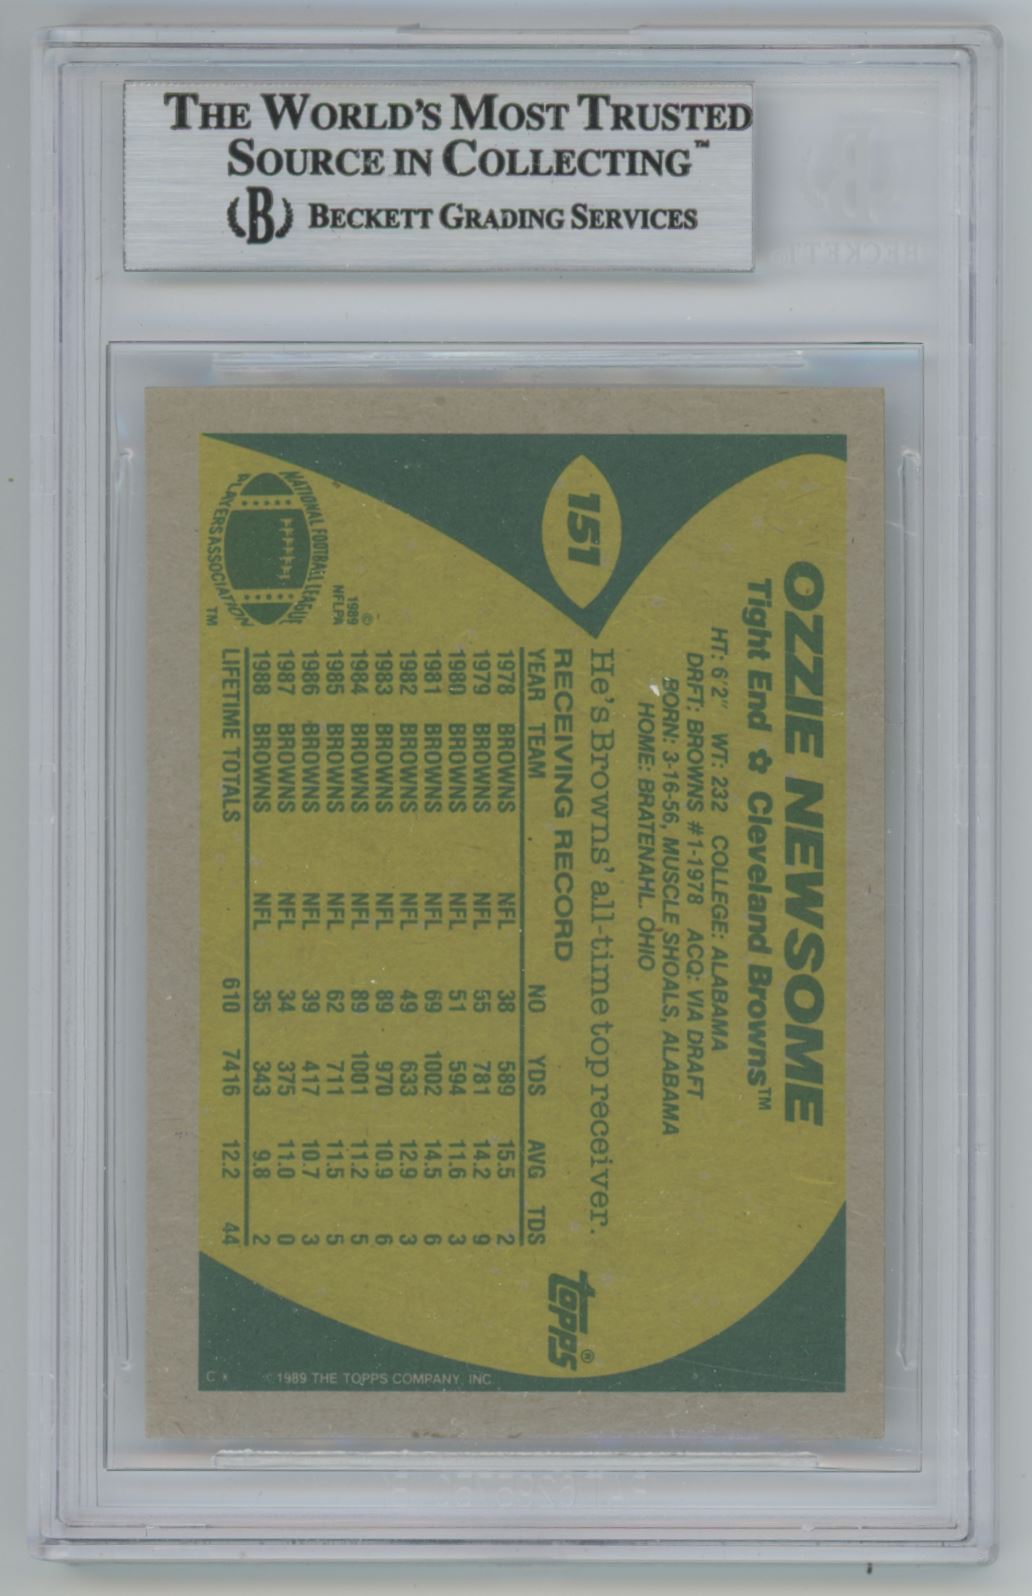 THE WORLD'S MOST TRUSTED
SOURCE IN COLLECTING™
B BECKETT GRADING SERVICES
BECKETT
151
OZZIE NEWSOME
Tight End Cleveland Browns™
HT: 6'2" WT: 232 COLLEGE: ALABAMA
DRFT: BROWNS #1-1978 ACQ: VIA DRAFT
BORN: 3-16-56, MUSCLE SHOALS, ALABAMA
HOME: BRATENAHL, OHIO
He's Browns' all-time top receiver.
RECEIVING RECORD
YEAR TEAM NO YDS AVG TDS
1978 BROWNS NFL 38 589 15.5 2
1979 BROWNS NFL 55 781 14.2 9
1980 BROWNS NFL 51 594 11.6 3
1981 BROWNS NFL 69 1002 14.5 6
1982 BROWNS NFL 49 633 12.9 3
1983 BROWNS NFL 89 970 10.9 6
1984 BROWNS NFL 89 1001 11.2 5
1985 BROWNS NFL 62 711 11.5 5
1986 BROWNS NFL 39 417 10.7 3
1987 BROWNS NFL 34 375 11.0 0
1988 BROWNS NFL 35 343 9.8 2
LIFETIME TOTALS 610 7416 12.2 44
NATIONAL FOOTBALL LEAGUE
PLAYERS ASSOCIATION ™
©
1989
NFLPA
topps®
C * © 1989 THE TOPPS COMPANY, INC.